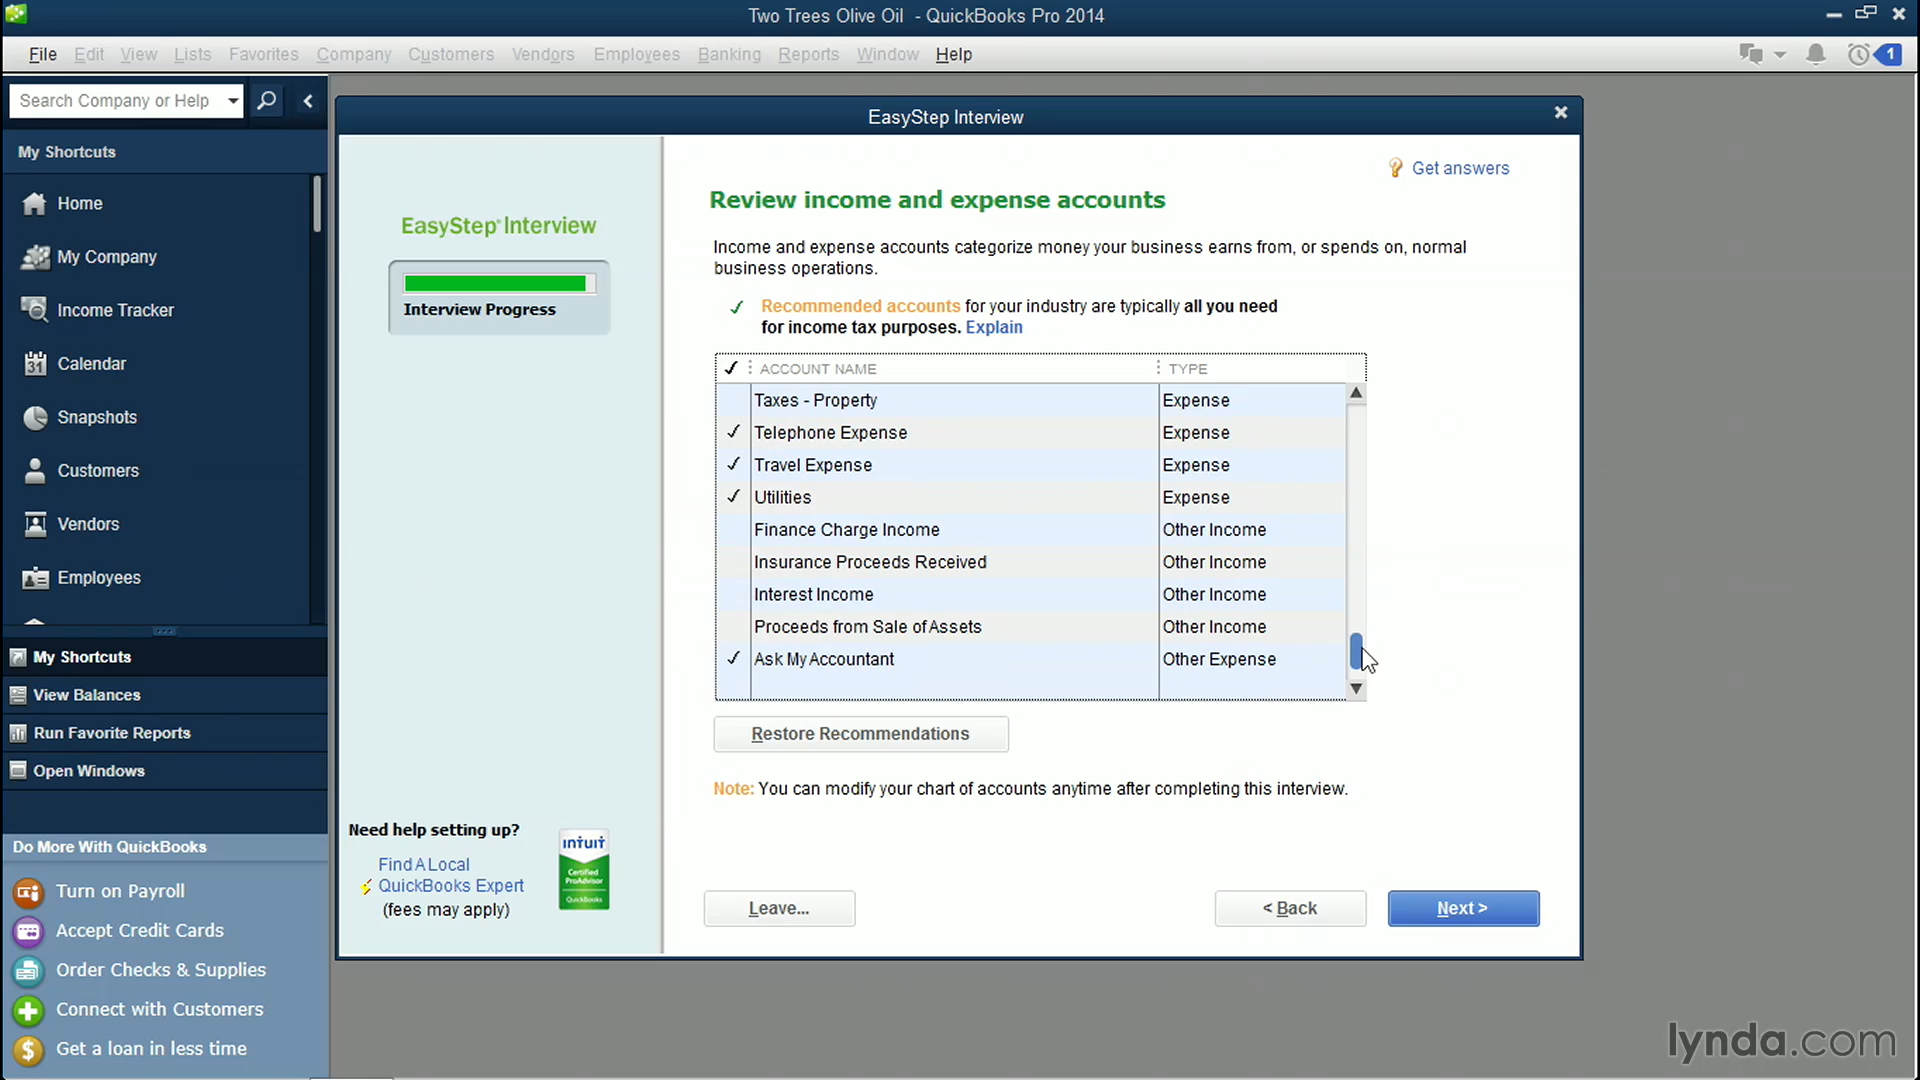 Two Trees Olive Oil - QuickBooks Pro 2014
File Edit View Lists Favorites Company Customers Vendors Employees Banking Reports Window Help
1
Search Company or Help
My Shortcuts
Home
My Company
Income Tracker
31
Calendar
Snapshots
Customers
Vendors
Employees
My Shortcuts
View Balances
Run Favorite Reports
Open Windows
Do More With QuickBooks
Turn on Payroll
Accept Credit Cards
Order Checks & Supplies
Connect with Customers
$ Get a loan in less time
EasyStep Interview
EasyStep® Interview
Interview Progress
Need help setting up?
Find A Local
QuickBooks Expert
(fees may apply)
intuit
Certified
ProAdvisor
QuickBooks
? Get answers
Review income and expense accounts
Income and expense accounts categorize money your business earns from, or spends on, normal
business operations.
✓ Recommended accounts for your industry are typically all you need
for income tax purposes. Explain
✓ ACCOUNT NAME TYPE
Taxes - Property Expense
✓ Telephone Expense Expense
✓ Travel Expense Expense
✓ Utilities Expense
Finance Charge Income Other Income
Insurance Proceeds Received Other Income
Interest Income Other Income
Proceeds from Sale of Assets Other Income
✓ Ask My Accountant Other Expense
Restore Recommendations
Note: You can modify your chart of accounts anytime after completing this interview.
Leave... < Back Next >
lynda.com